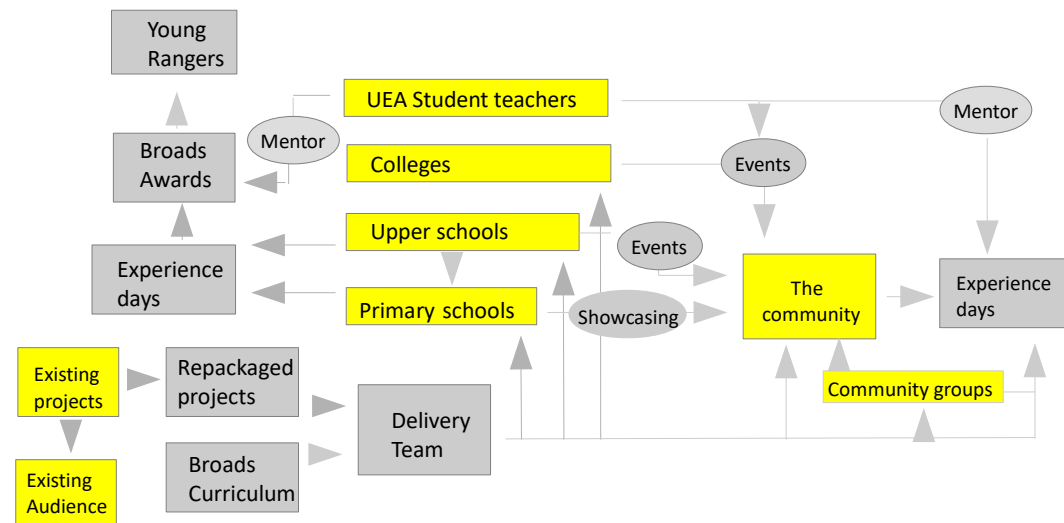 Young
Rangers
UEA Student teachers
Mentor
Mentor
Broads
Awards
Colleges
Events
Upper schools
Events
Experience
days
The
community
Experience
days
Primary schools
Showcasing
Existing
projects
Repackaged
projects
Community groups
Delivery
Team
Broads
Curriculum
Existing
Audience